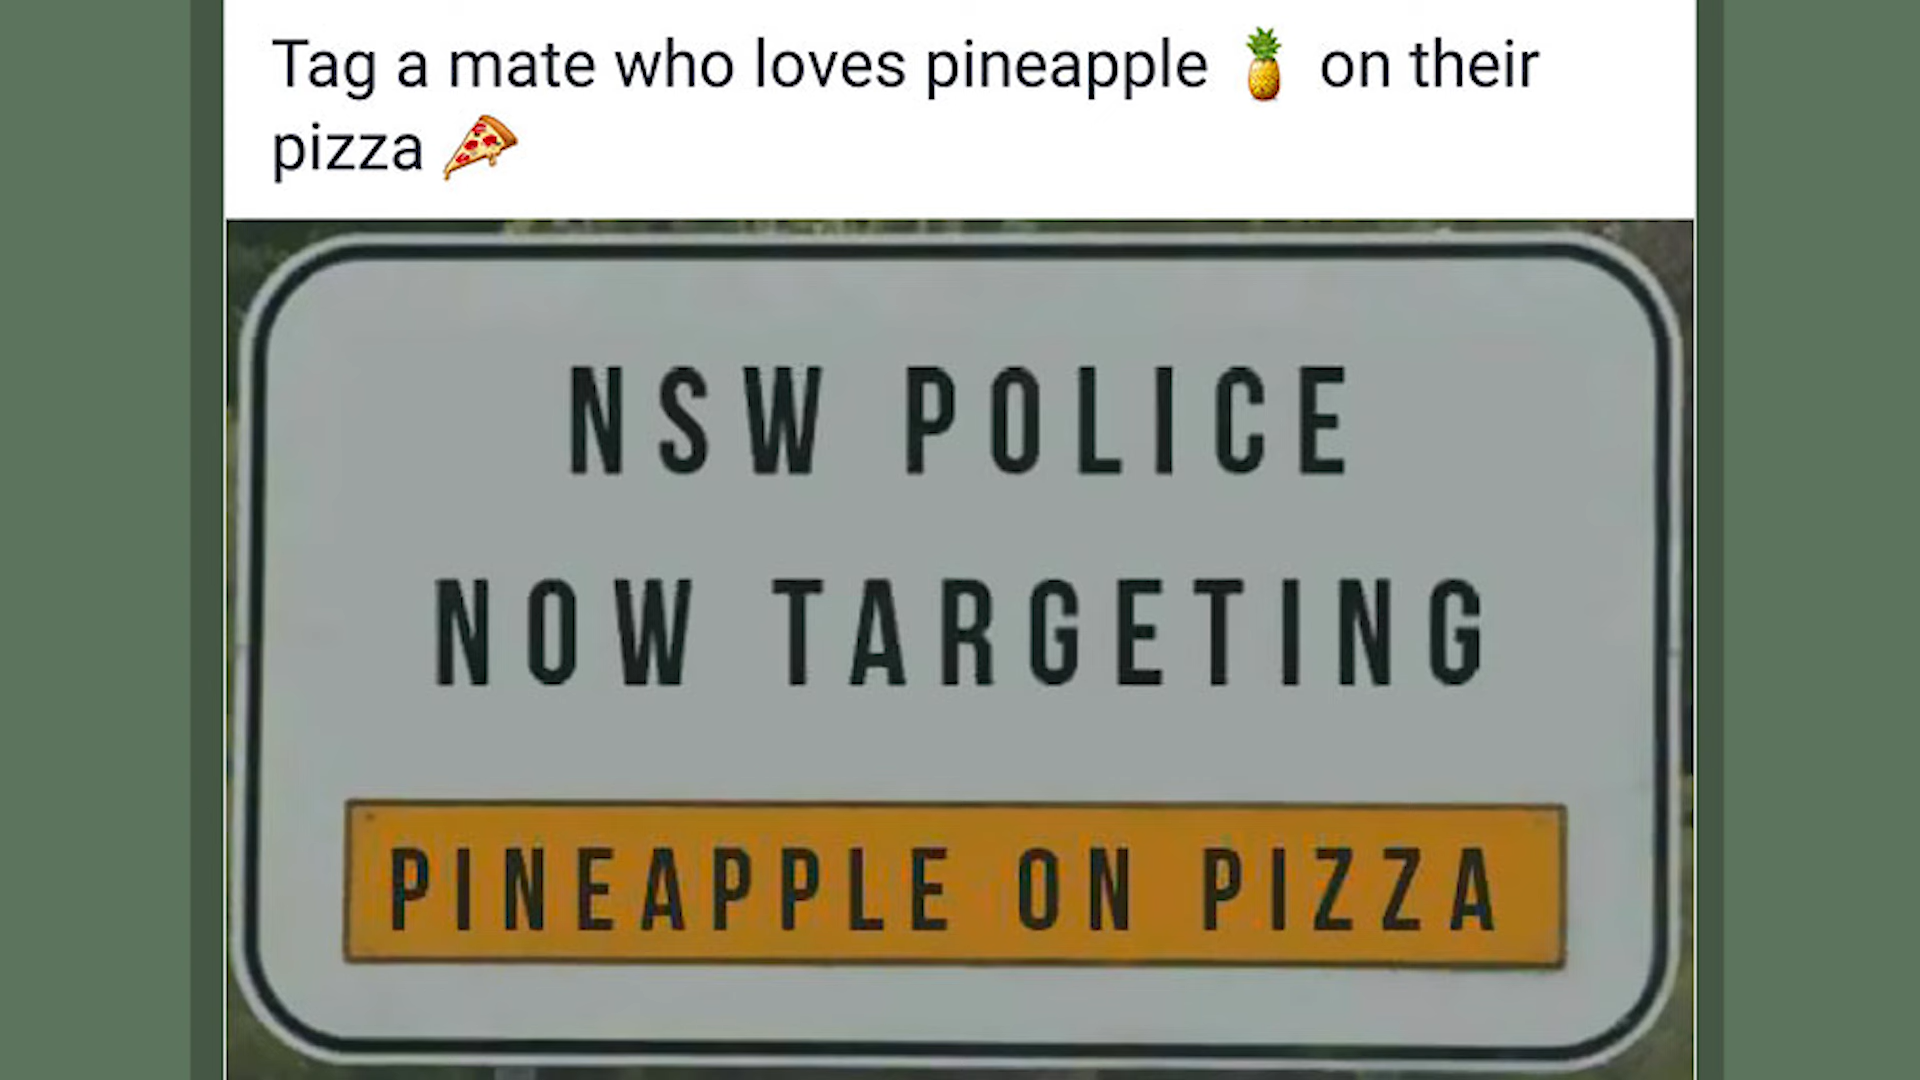 Tag a mate who loves pineapple 🍍 on their
pizza 🍕
NSW POLICE
NOW TARGETING
PINEAPPLE ON PIZZA